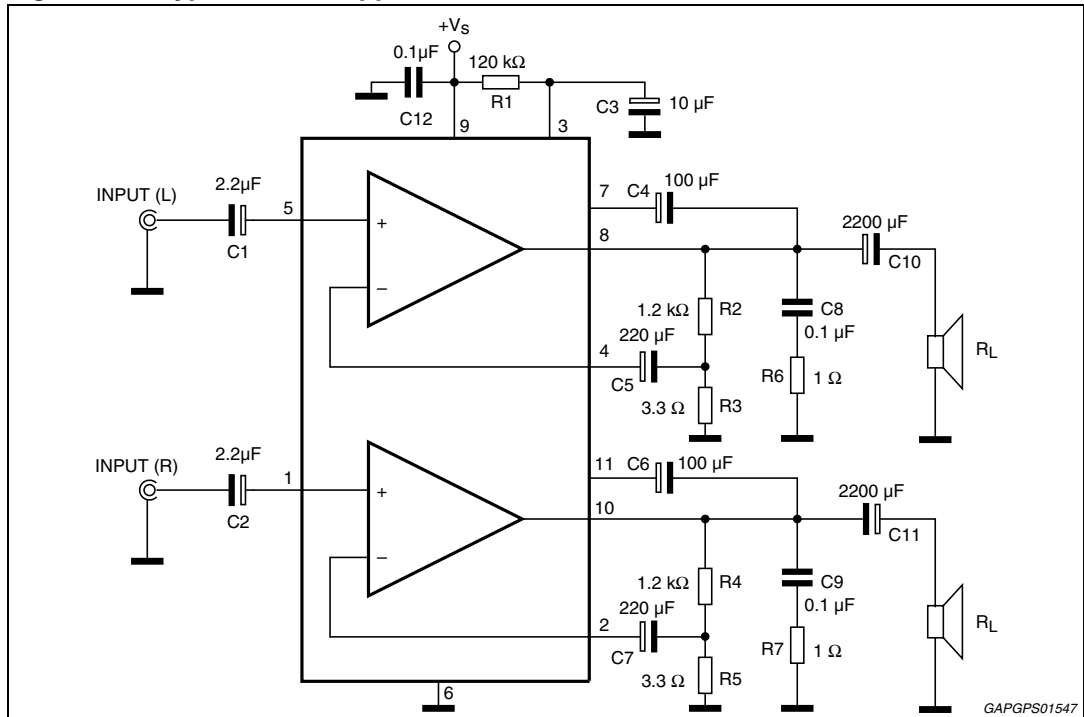 +VS
0.1µF
120 kΩ
R1
C12
C3
10 µF
9
3
INPUT (L)
2.2µF
C1
5
+
–
7
C4
100 µF
8
2200 µF
C10
1.2 kΩ
R2
C8
0.1 µF
220 µF
4
C5
R6
1 Ω
3.3 Ω
R3
RL
INPUT (R)
2.2µF
C2
1
+
–
11
C6
100 µF
10
2200 µF
C11
1.2 kΩ
R4
C9
0.1 µF
220 µF
2
C7
R7
1 Ω
3.3 Ω
R5
RL
6
GAPGPS01547